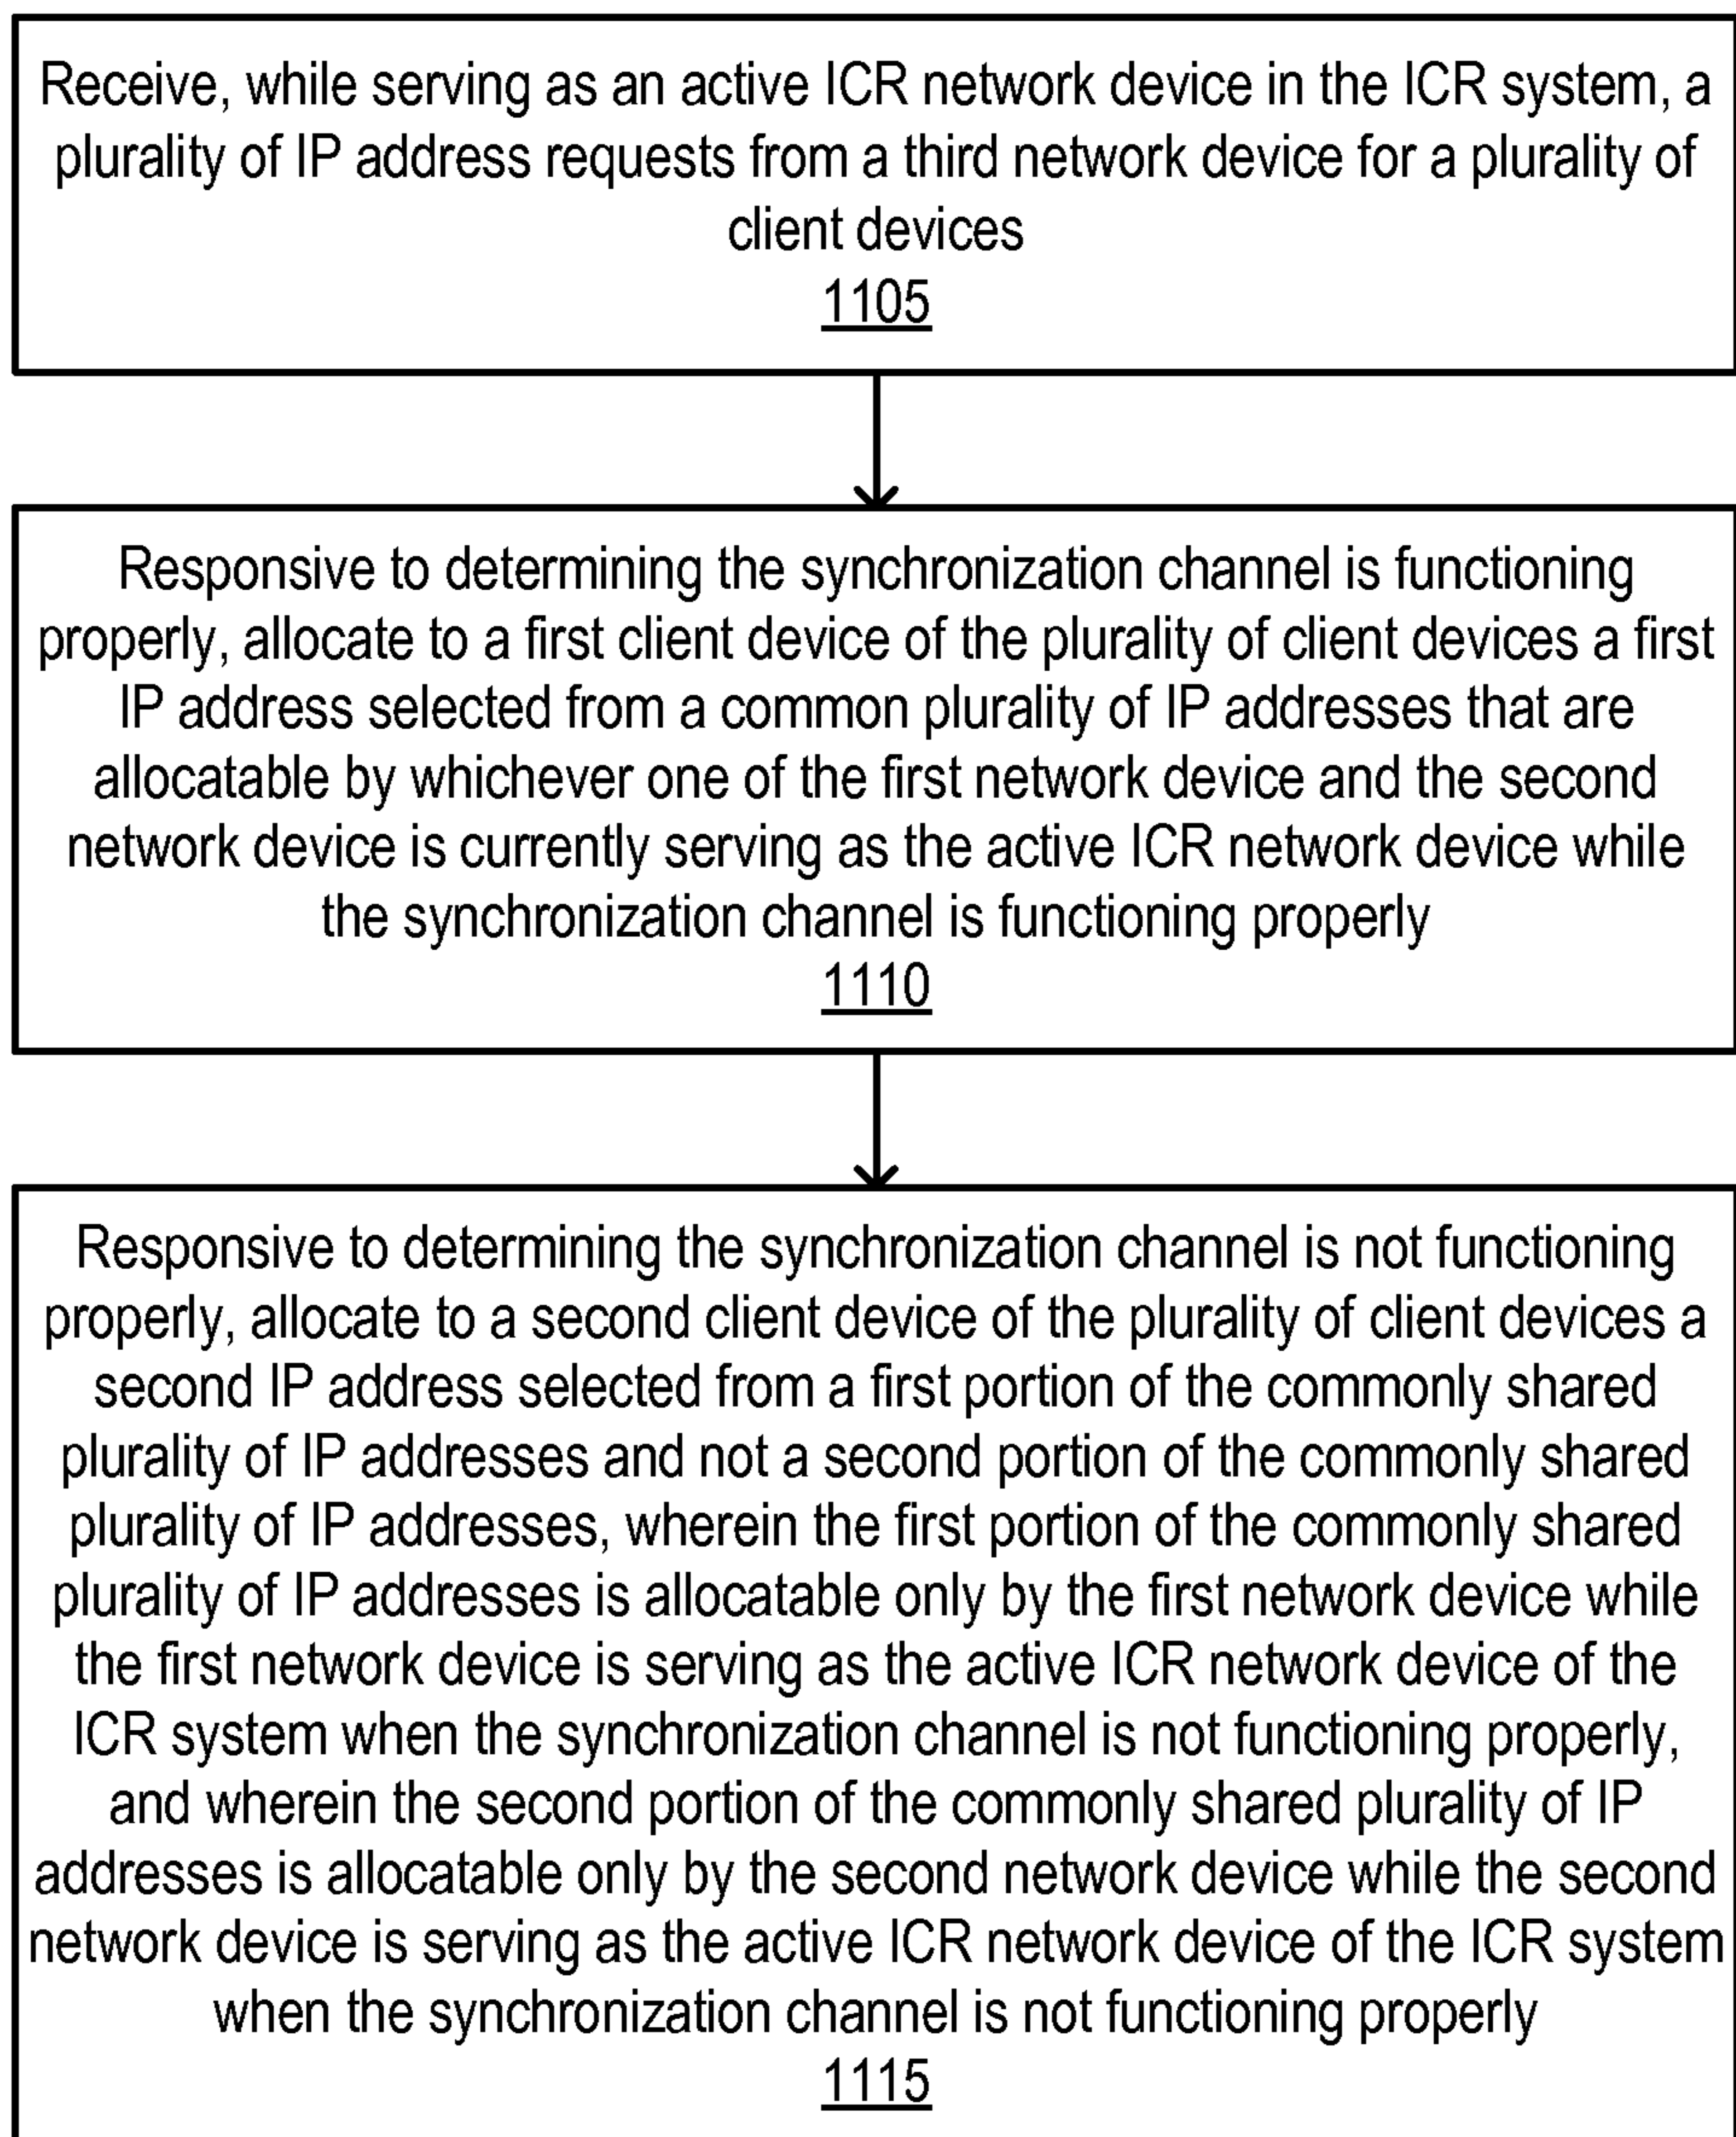 Receive, while serving as an active ICR network device in the ICR system, a
plurality of IP address requests from a third network device for a plurality of
client devices
1105
Responsive to determining the synchronization channel is functioning
properly, allocate to a first client device of the plurality of client devices a first
IP address selected from a common plurality of IP addresses that are
allocatable by whichever one of the first network device and the second
network device is currently serving as the active ICR network device while
the synchronization channel is functioning properly
1110
Responsive to determining the synchronization channel is not functioning
properly, allocate to a second client device of the plurality of client devices a
second IP address selected from a first portion of the commonly shared
plurality of IP addresses and not a second portion of the commonly shared
plurality of IP addresses, wherein the first portion of the commonly shared
plurality of IP addresses is allocatable only by the first network device while
the first network device is serving as the active ICR network device of the
ICR system when the synchronization channel is not functioning properly,
and wherein the second portion of the commonly shared plurality of IP
addresses is allocatable only by the second network device while the second
network device is serving as the active ICR network device of the ICR system
when the synchronization channel is not functioning properly
1115